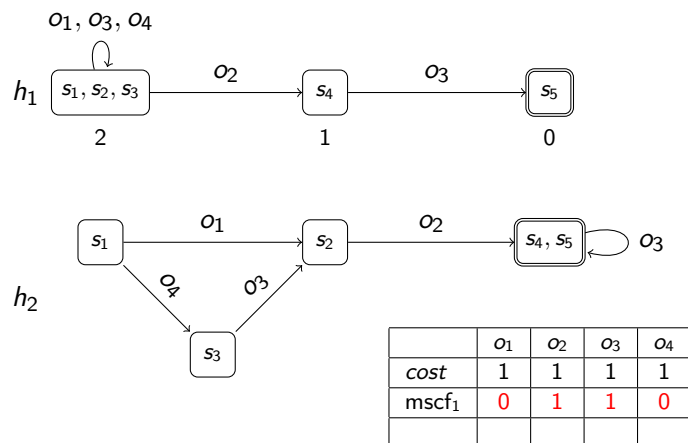 o₁, o₃, o₄
h₁ s₁, s₂, s₃ o₂ s₄ o₃ s₅
2 1 0
s₁ o₁ s₂ o₂ s₄, s₅ o₃
o₄ o₃
h₂
s₃
o₁ o₂ o₃ o₄
cost 1 1 1 1
mscf₁ 0 1 1 0